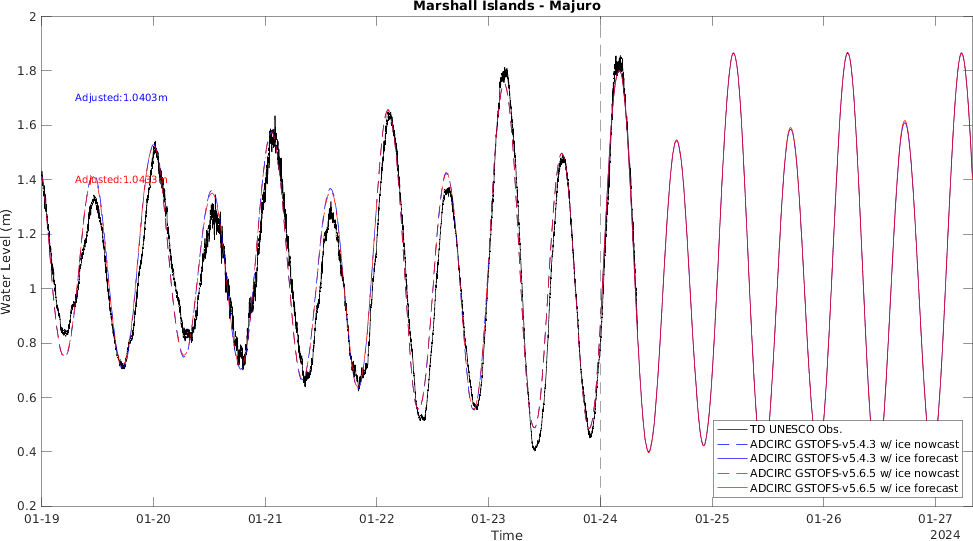 Marshall Islands - Majuro
2
1.8
1.6
1.4
1.2
1
0.8
0.6
0.4
0.2
Water Level (m)
Adjusted:1.0403m
TD UNESCO Obs.
ADCIRC GSTOFS-v5.4.3 w/ ice nowcast
ADCIRC GSTOFS-v5.4.3 w/ ice forecast
ADCIRC GSTOFS-v5.6.5 w/ ice nowcast
ADCIRC GSTOFS-v5.6.5 w/ ice forecast
01-19 01-20 01-21 01-22 01-23 01-24 01-25 01-26 01-27
Time
2024